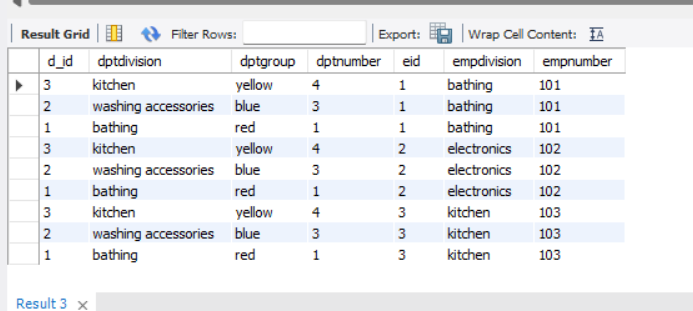 Result Grid Filter Rows: Export: Wrap Cell Content: IA
d_id dptdivision dptgroup dptnumber eid empdivision empnumber
3 kitchen yellow 4 1 bathing 101
2 washing accessories blue 3 1 bathing 101
1 bathing red 1 1 bathing 101
3 kitchen yellow 4 2 electronics 102
2 washing accessories blue 3 2 electronics 102
1 bathing red 1 2 electronics 102
3 kitchen yellow 4 3 kitchen 103
2 washing accessories blue 3 3 kitchen 103
1 bathing red 1 3 kitchen 103
Result 3 ×